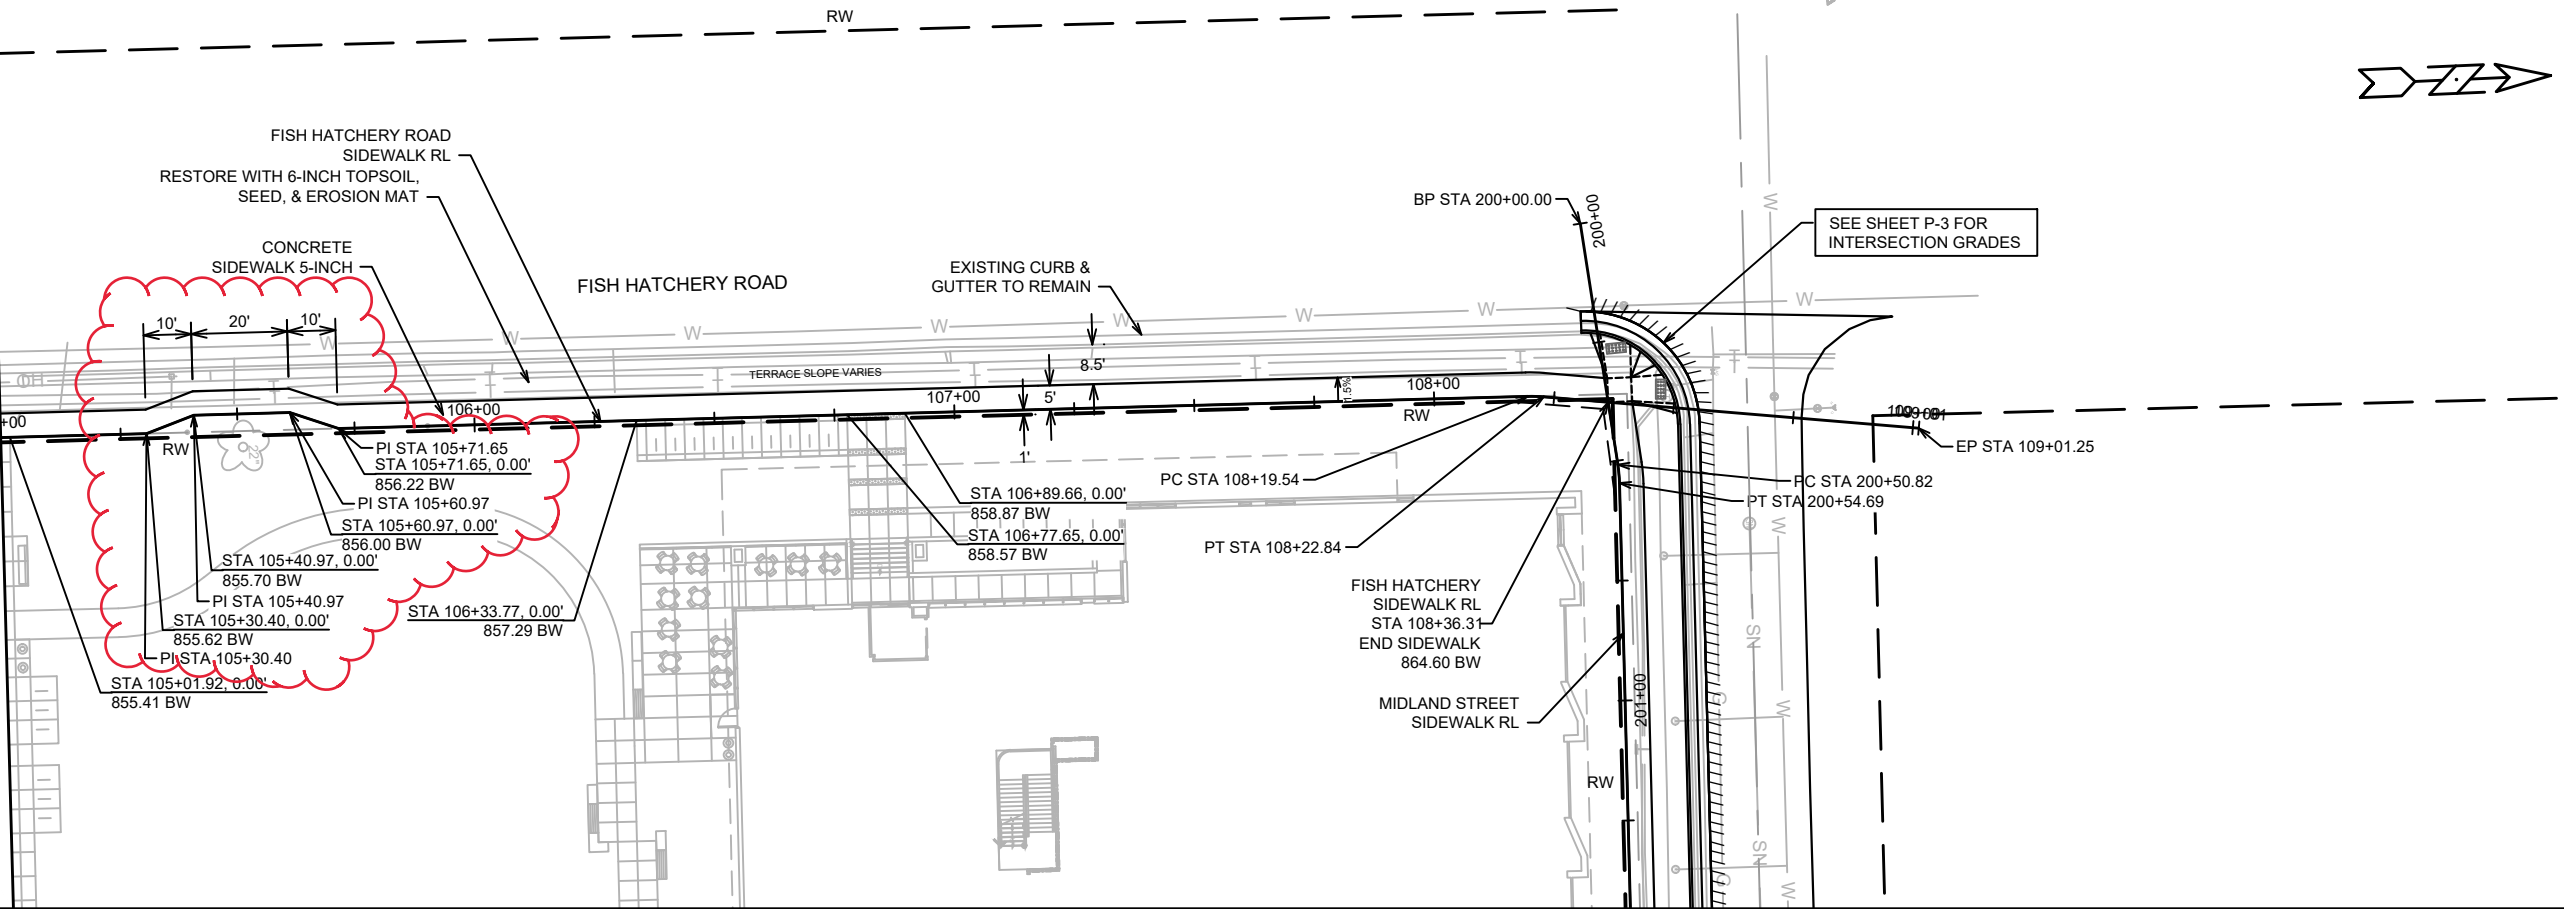 RW
FISH HATCHERY ROAD
SIDEWALK RL
RESTORE WITH 6-INCH TOPSOIL,
SEED, & EROSION MAT
CONCRETE
SIDEWALK 5-INCH
FISH HATCHERY ROAD
EXISTING CURB &
GUTTER TO REMAIN
BP STA 200+00.00
200+00
SEE SHEET P-3 FOR
INTERSECTION GRADES
10'
20'
10'
W
W
W
W
W
W
W
W
W
OH
T
T
T
T
T
T
T
8.5'
TERRACE SLOPE VARIES
5'
1'
1.5%
+00
106+00
107+00
108+00
RW
RW
22"
PI STA 105+71.65
STA 105+71.65, 0.00'
856.22 BW
PI STA 105+60.97
STA 105+60.97, 0.00'
856.00 BW
STA 105+40.97, 0.00'
855.70 BW
PI STA 105+40.97
STA 105+30.40, 0.00'
855.62 BW
PI STA 105+30.40
STA 105+01.92, 0.00'
855.41 BW
STA 106+33.77, 0.00'
857.29 BW
STA 106+89.66, 0.00'
858.87 BW
STA 106+77.65, 0.00'
858.57 BW
PC STA 108+19.54
PT STA 108+22.84
FISH HATCHERY
SIDEWALK RL
STA 108+36.31
END SIDEWALK
864.60 BW
MIDLAND STREET
SIDEWALK RL
EP STA 109+01.25
PC STA 200+50.82
PT STA 200+54.69
201+00
RW
W
W
W
SN
SN
G
G